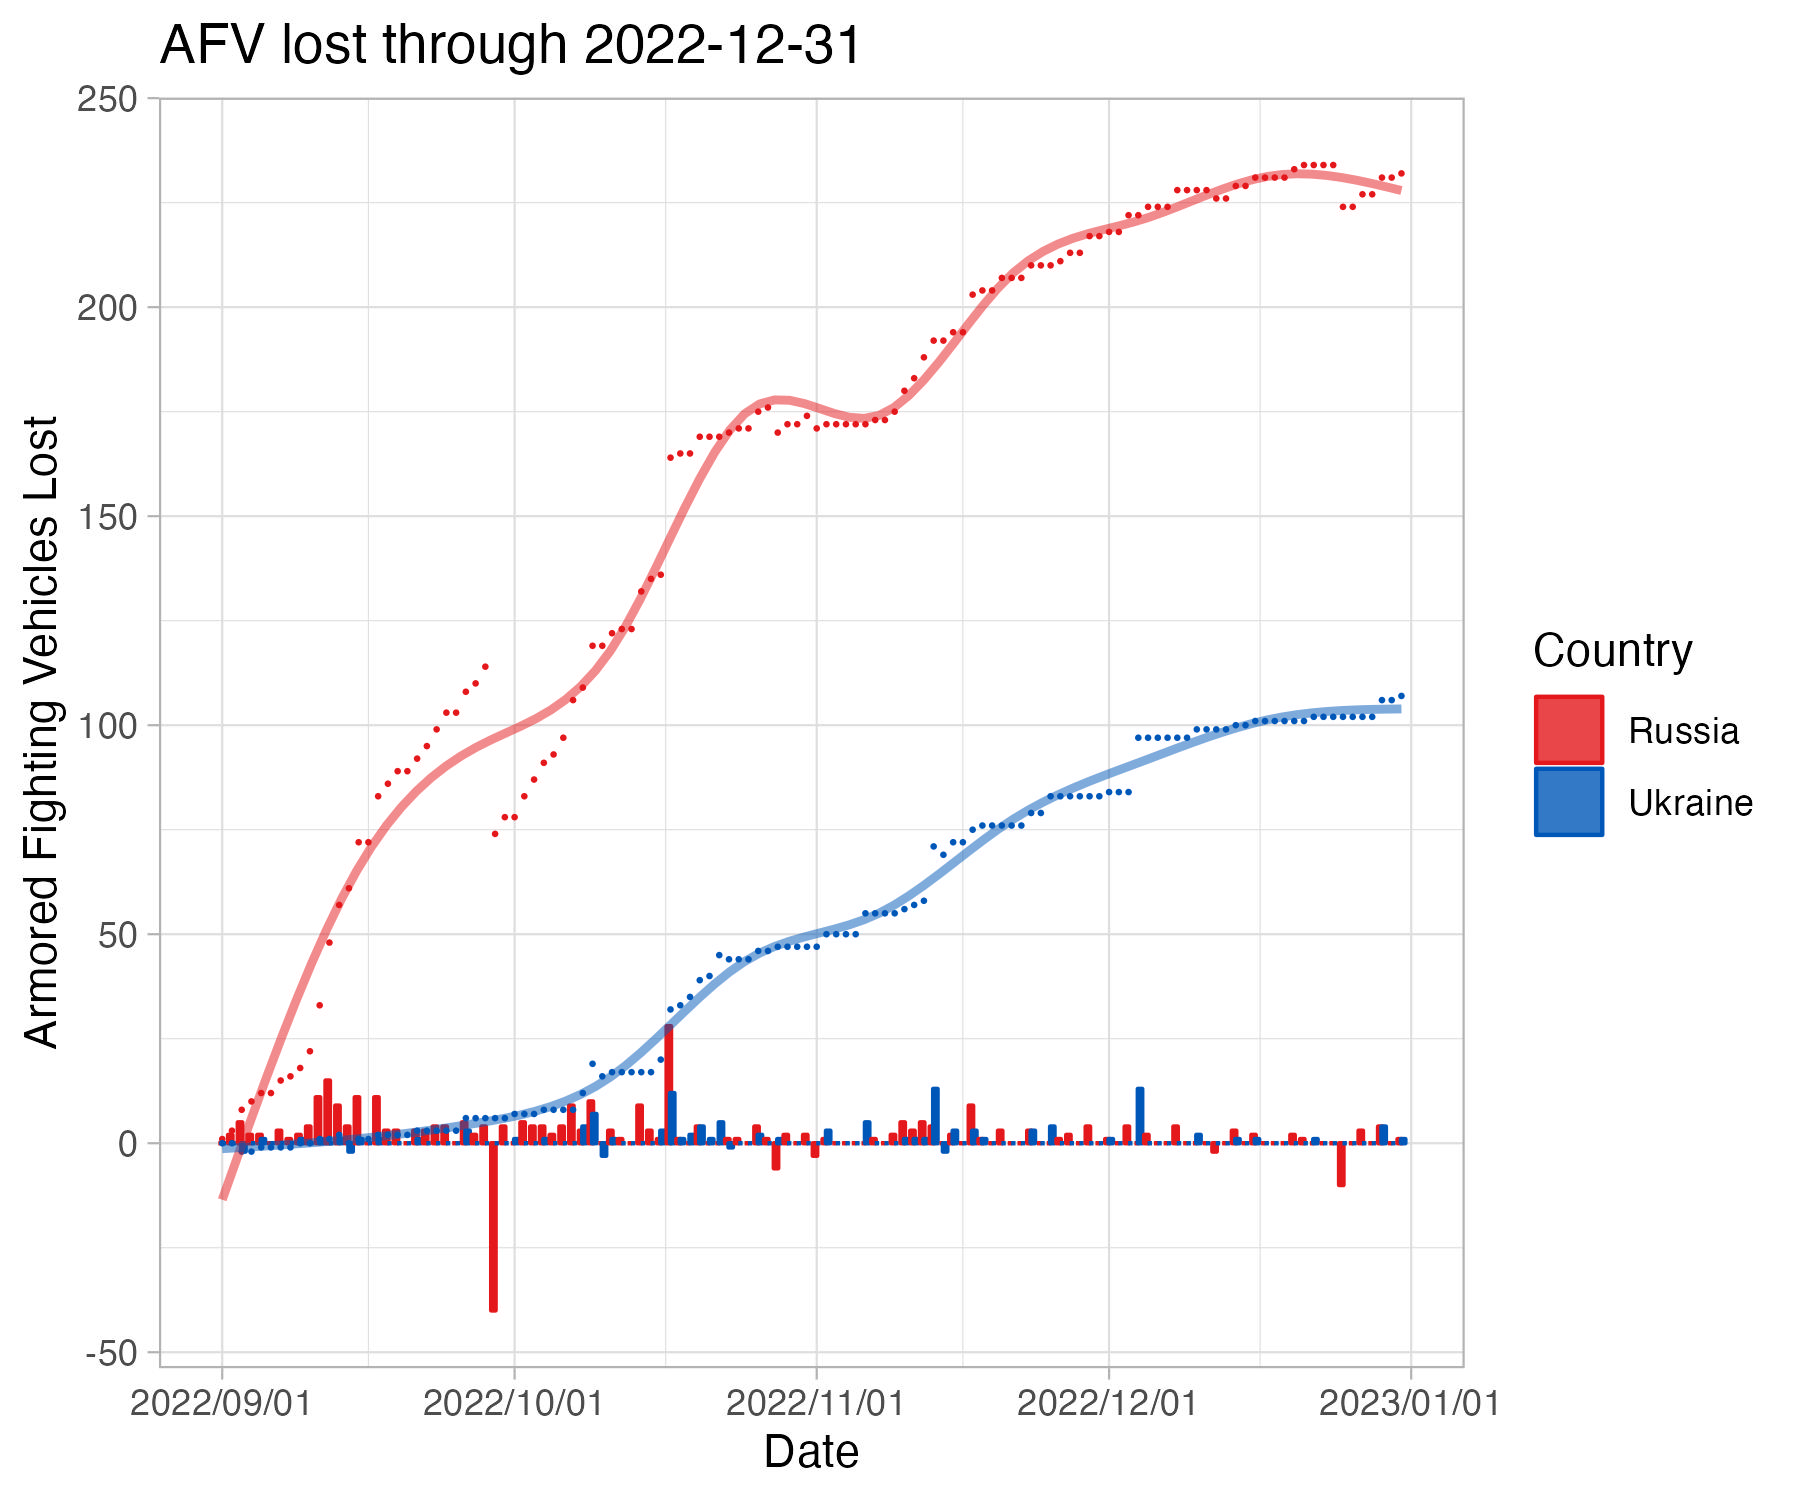 AFV lost through 2022-12-31
Armored Fighting Vehicles Lost
250
200
150
100
50
0
-50
2022/09/01
2022/10/01
2022/11/01
2022/12/01
2023/01/01
Date
Country
Russia
Ukraine